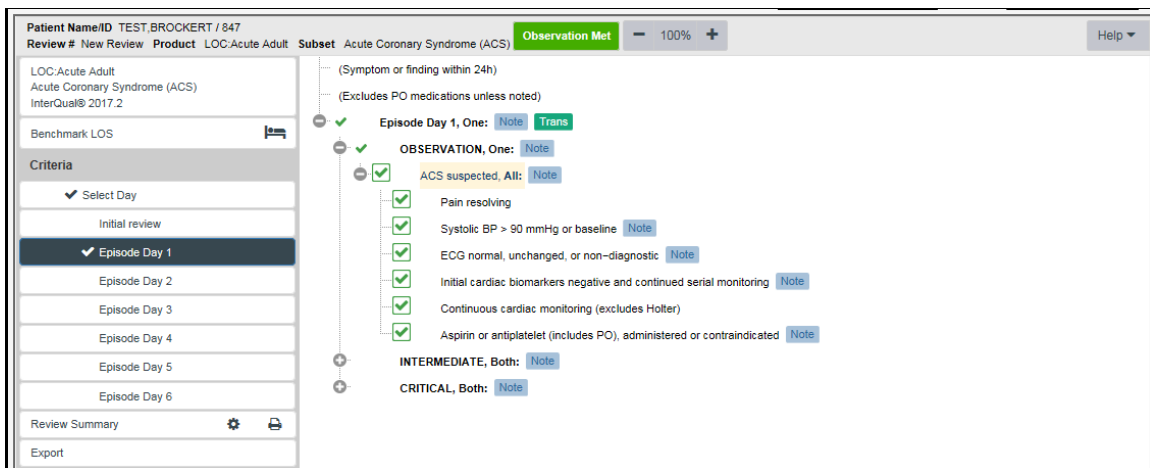 Patient Name/ID TEST,BROCKERT / 847
Review # New Review Product LOC:Acute Adult Subset Acute Coronary Syndrome (ACS)
Observation Met
100%
Help
LOC:Acute Adult
Acute Coronary Syndrome (ACS)
InterQual® 2017.2
Benchmark LOS
Criteria
Select Day
Initial review
Episode Day 1
Episode Day 2
Episode Day 3
Episode Day 4
Episode Day 5
Episode Day 6
Review Summary
Export
(Symptom or finding within 24h)
(Excludes PO medications unless noted)
Episode Day 1, One: Note Trans
OBSERVATION, One: Note
ACS suspected, All: Note
Pain resolving
Systolic BP > 90 mmHg or baseline Note
ECG normal, unchanged, or non-diagnostic Note
Initial cardiac biomarkers negative and continued serial monitoring Note
Continuous cardiac monitoring (excludes Holter)
Aspirin or antiplatelet (includes PO), administered or contraindicated Note
INTERMEDIATE, Both: Note
CRITICAL, Both: Note